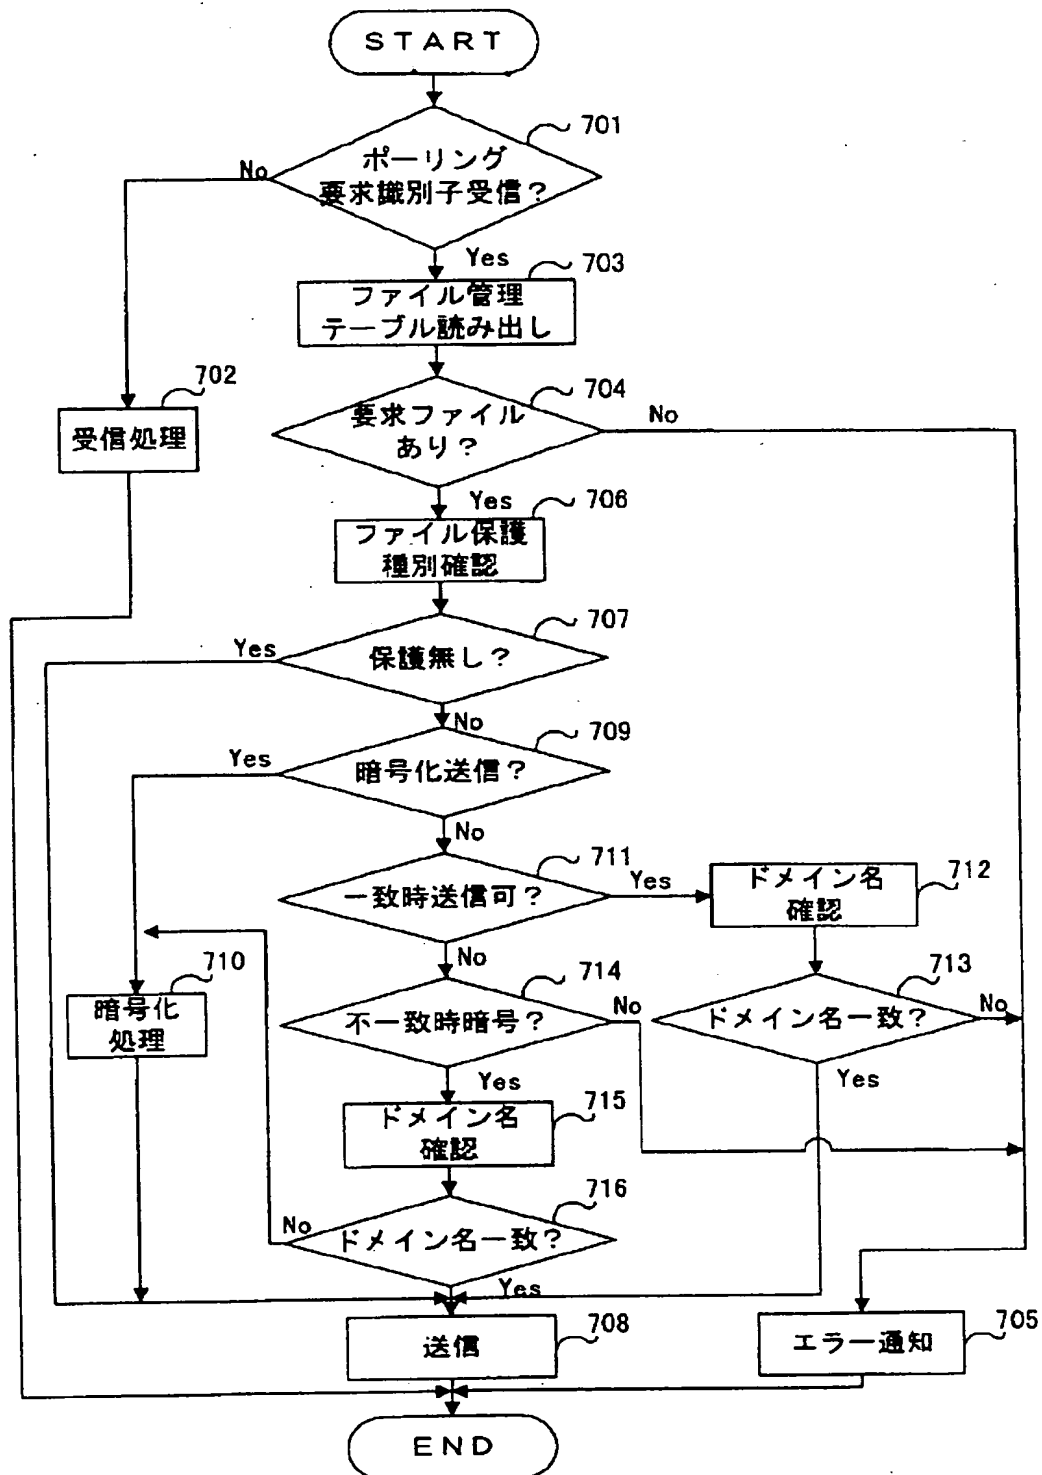 START
701
ポーリング
要求識別子受信?
No
Yes
703
ファイル管理
テーブル読み出し
702
受信処理
704
要求ファイル
あり?
No
Yes
706
ファイル保護
種別確認
707
保護無し?
Yes
No
709
暗号化送信?
Yes
No
711
一致時送信可?
Yes
712
ドメイン名
確認
No
710
暗号化
処理
714
不一致時暗号?
No
713
ドメイン名一致?
No
Yes
Yes
715
ドメイン名
確認
716
ドメイン名一致?
No
Yes
708
送信
705
エラー通知
END